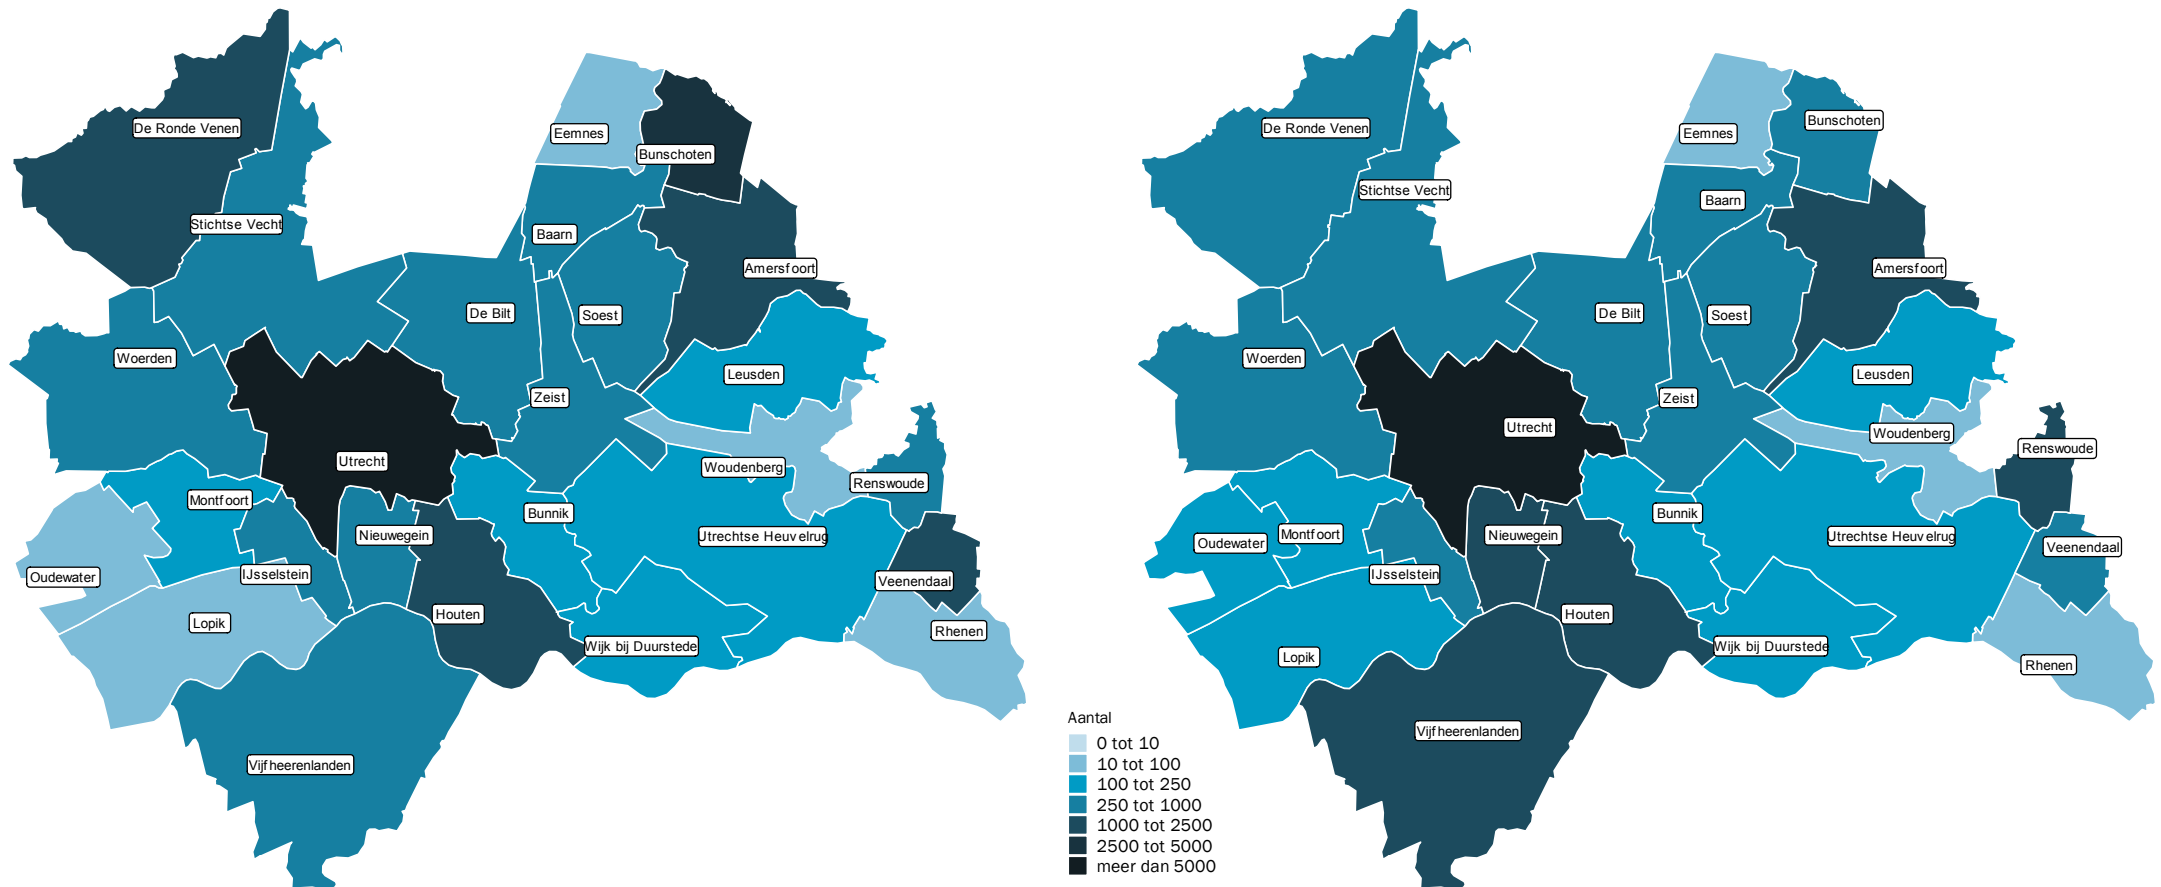 De Ronde Venen
Eemnes
Bunschoten
Stichtse Vecht
Baarn
Amersfoort
De Bilt
Soest
Woerden
Leusden
Zeist
Utrecht
Woudenberg
Renswoude
Montfoort
Bunnik
Nieuwegein
Utrechtse Heuvelrug
Oudewater
IJsselstein
Veenendaal
Houten
Lopik
Rhenen
Wijk bij Duurstede
Vijfheerenlanden
De Ronde Venen
Eemnes
Bunschoten
Stichtse Vecht
Baarn
Amersfoort
De Bilt
Soest
Woerden
Leusden
Zeist
Utrecht
Woudenberg
Renswoude
Bunnik
Montfoort
Nieuwegein
Utrechtse Heuvelrug
Oudewater
Veenendaal
IJsselstein
Houten
Wijk bij Duurstede
Lopik
Rhenen
Vijfheerenlanden
Aantal
0 tot 10
10 tot 100
100 tot 250
250 tot 1000
1000 tot 2500
2500 tot 5000
meer dan 5000